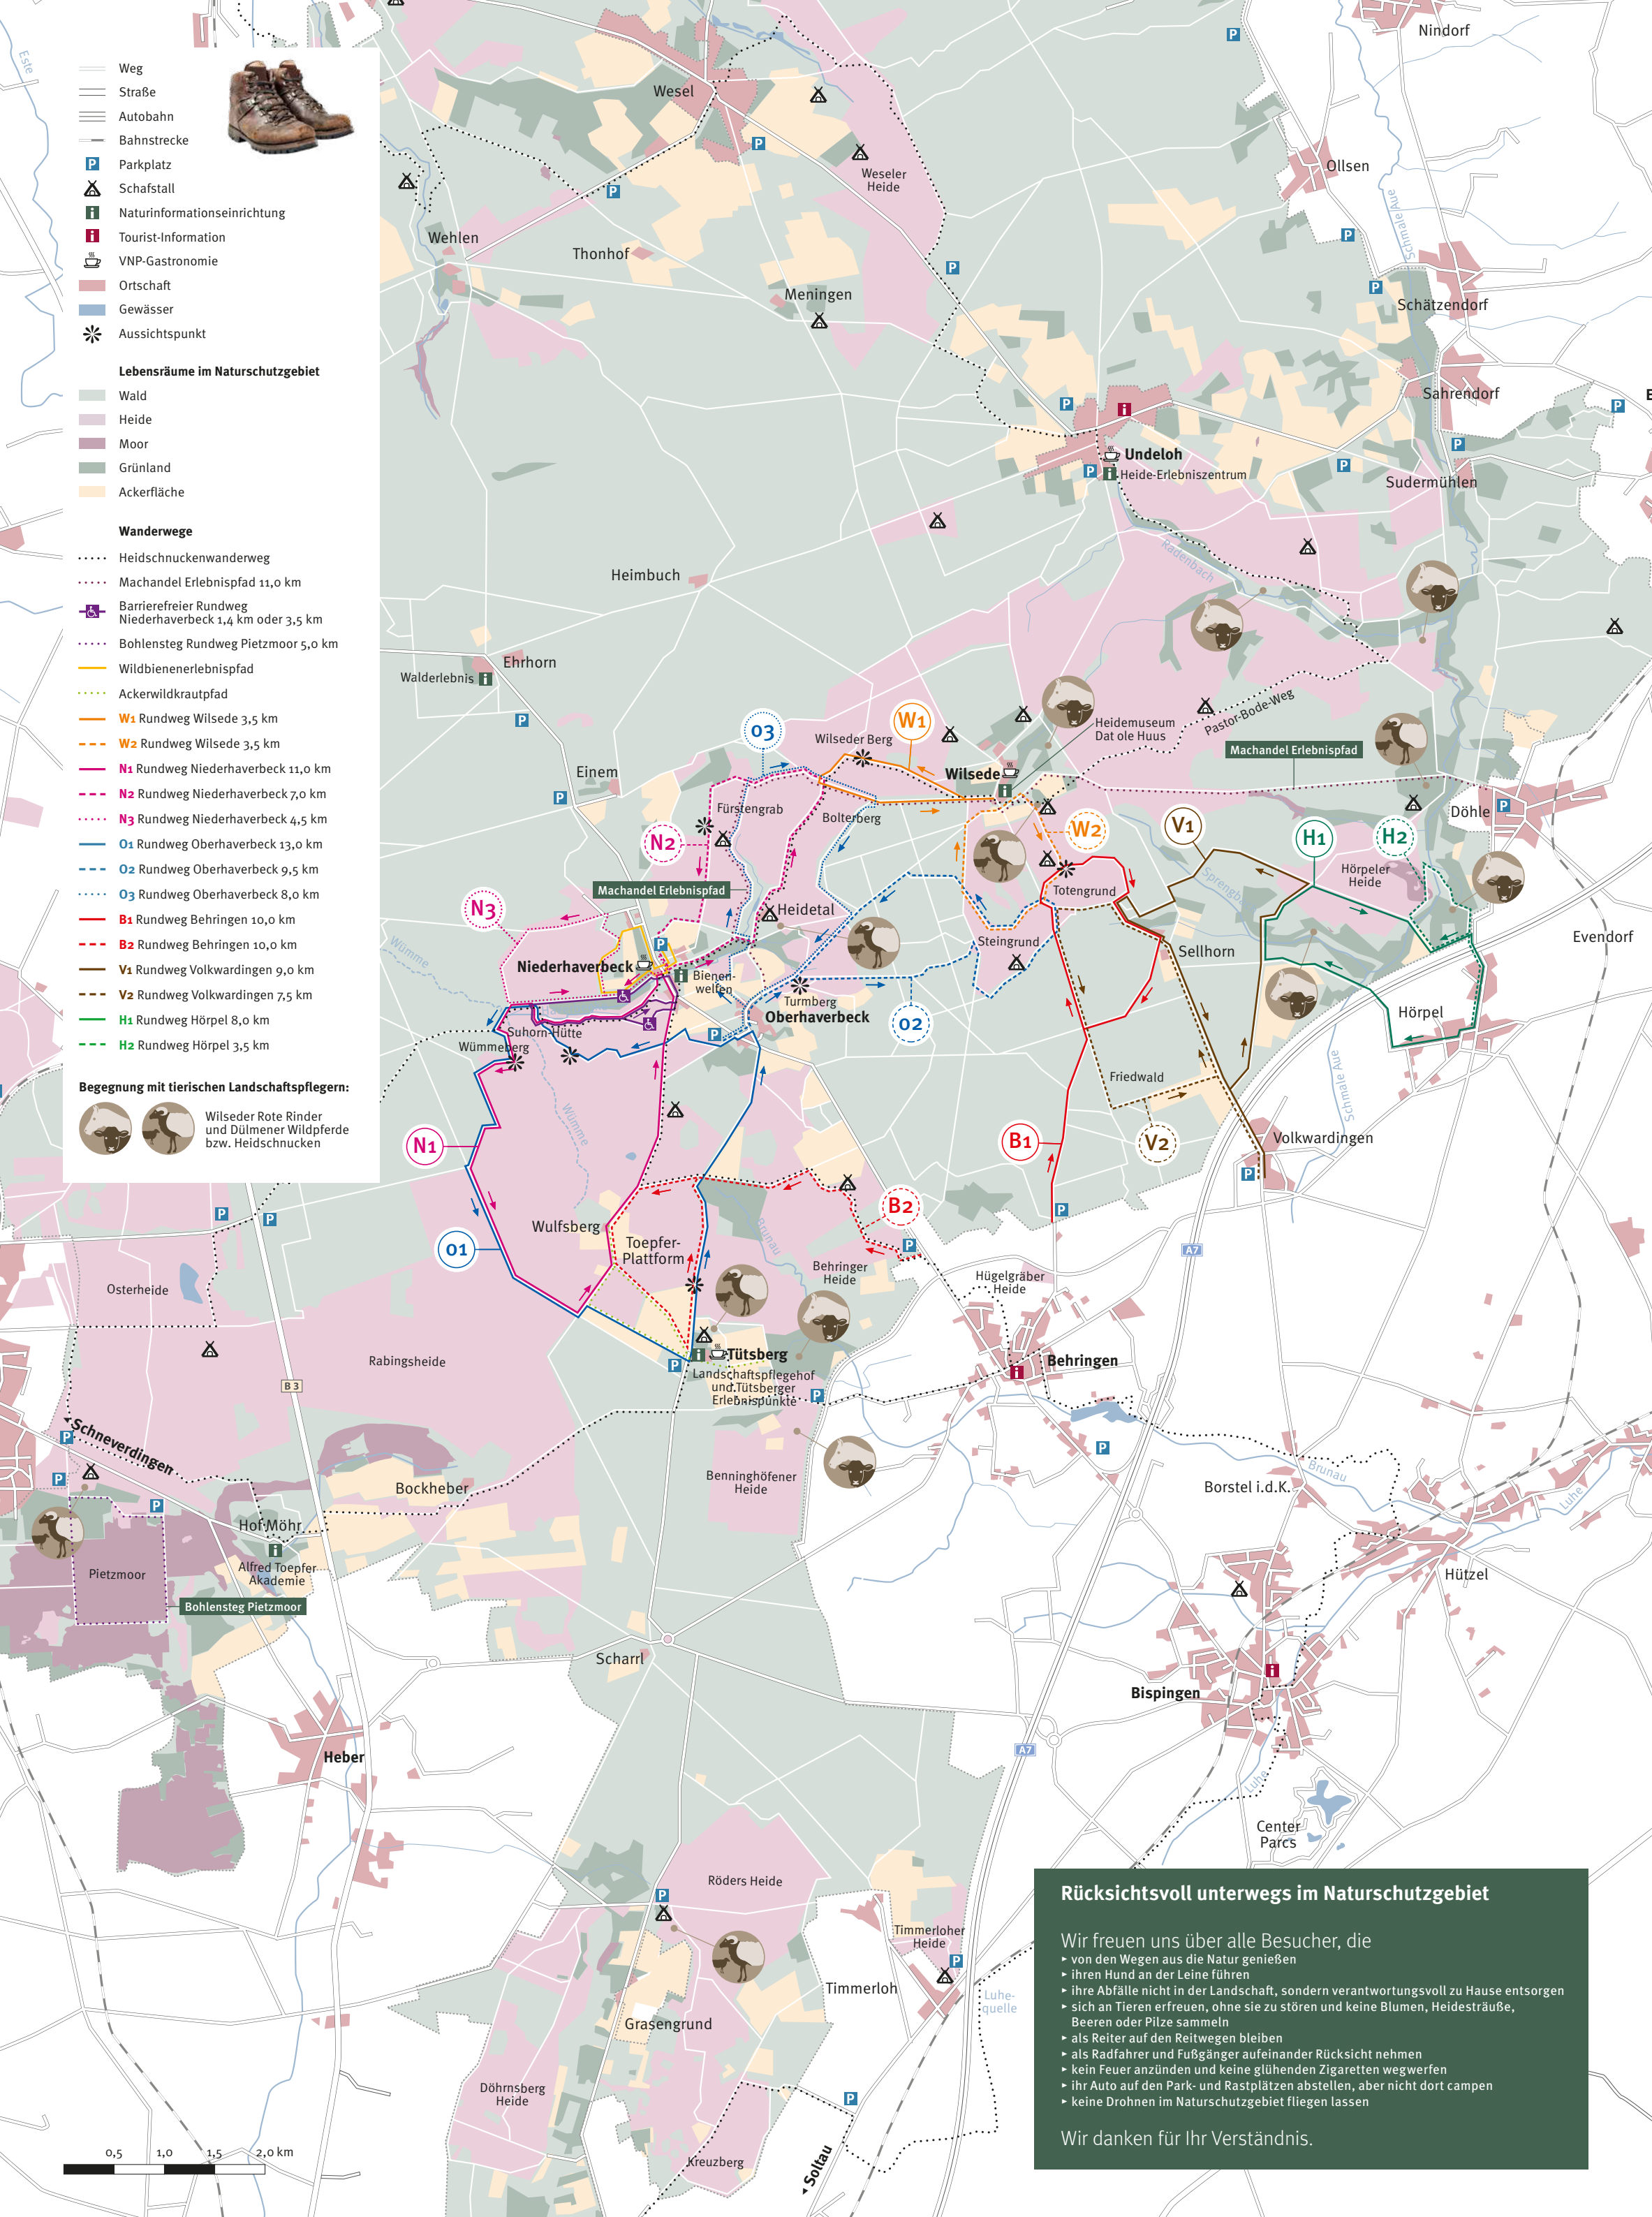 Weg
Straße
Autobahn
Bahnstrecke
P Parkplatz
Schafstall
i Naturinformationseinrichtung
i Tourist-Information
VNP-Gastronomie
Ortschaft
Gewässer
Aussichtspunkt
Lebensräume im Naturschutzgebiet
Wald
Heide
Moor
Grünland
Ackerfläche
Wanderwege
Heidschnuckenwanderweg
Machandel Erlebnispfad 11,0 km
Barrierefreier Rundweg
Niederhaverbeck 1,4 km oder 3,5 km
Bohlensteg Rundweg Pietzmoor 5,0 km
Wildbienenerlebnispfad
Ackerwildkrautpfad
W1 Rundweg Wilsede 3,5 km
W2 Rundweg Wilsede 3,5 km
N1 Rundweg Niederhaverbeck 11,0 km
N2 Rundweg Niederhaverbeck 7,0 km
N3 Rundweg Niederhaverbeck 4,5 km
O1 Rundweg Oberhaverbeck 13,0 km
O2 Rundweg Oberhaverbeck 9,5 km
O3 Rundweg Oberhaverbeck 8,0 km
B1 Rundweg Behringen 10,0 km
B2 Rundweg Behringen 10,0 km
V1 Rundweg Volkwardingen 9,0 km
V2 Rundweg Volkwardingen 7,5 km
H1 Rundweg Hörpel 8,0 km
H2 Rundweg Hörpel 3,5 km
Begegnung mit tierischen Landschaftspflegern:
Wilseder Rote Rinder
und Dülmener Wildpferde
bzw. Heidschnucken
Este
Nindorf
Wesel
Weseler
Heide
Ollsen
Schmale Aue
Wehlen
Thonhof
Meningen
Schätzendorf
Sahrendorf
Undeloh
Heide-Erlebniszentrum
Sudermühlen
Radenbach
Heimbuch
Ehrhorn
Walderlebnis
Pastor-Bode-Weg
Heidemuseum
Dat ole Huus
Machandel Erlebnispfad
O3
W1
Wilseder Berg
Wilsede
Einem
Fürstengrab
Bolterberg
Döhle
N2
W2
V1
H1
H2
Hörpeler
Heide
Machandel Erlebnispfad
Totengrund
Sprengebach
N3
Heidetal
Steingrund
Sellhorn
Evendorf
Wümme
Niederhaverbeck
Bienen-
welten
Turmberg
Oberhaverbeck
O2
Hörpel
Suhorn-Hütte
Wümmeberg
Friedwald
Schmale Aue
Wümme
N1
B1
V2
Volkwardingen
B2
Wulfsberg
Toepfer-
Plattform
Brunau
O1
Behringer
Heide
A7
Hügelgräber
Heide
Osterheide
Rabingsheide
Tütsberg
Landschaftspflegehof
und Tütsberger
Erlebnispunkte
Behringen
B 3
Schneverdingen
Benninghöfener
Heide
Bockheber
Brunau
Borstel i.d.K.
Luhe
Hof Möhr
Alfred Toepfer
Akademie
Pietzmoor
Bohlensteg Pietzmoor
Hützel
Scharrl
Bispingen
Heber
A7
Luhe
Center
Parcs
Röders Heide
Timmerloher
Heide
Timmerloh
Luhe-
quelle
Grasengrund
Döhrnsberg
Heide
Kreuzberg
Soltau
0,5 1,0 1,5 2,0 km
Rücksichtsvoll unterwegs im Naturschutzgebiet
Wir freuen uns über alle Besucher, die
▸ von den Wegen aus die Natur genießen
▸ ihren Hund an der Leine führen
▸ ihre Abfälle nicht in der Landschaft, sondern verantwortungsvoll zu Hause entsorgen
▸ sich an Tieren erfreuen, ohne sie zu stören und keine Blumen, Heidesträuße,
Beeren oder Pilze sammeln
▸ als Reiter auf den Reitwegen bleiben
▸ als Radfahrer und Fußgänger aufeinander Rücksicht nehmen
▸ kein Feuer anzünden und keine glühenden Zigaretten wegwerfen
▸ ihr Auto auf den Park- und Rastplätzen abstellen, aber nicht dort campen
▸ keine Drohnen im Naturschutzgebiet fliegen lassen
Wir danken für Ihr Verständnis.